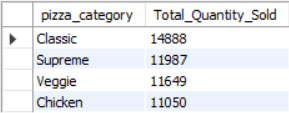 pizza_category Total_Quantity_Sold
Classic 14888
Supreme 11987
Veggie 11649
Chicken 11050